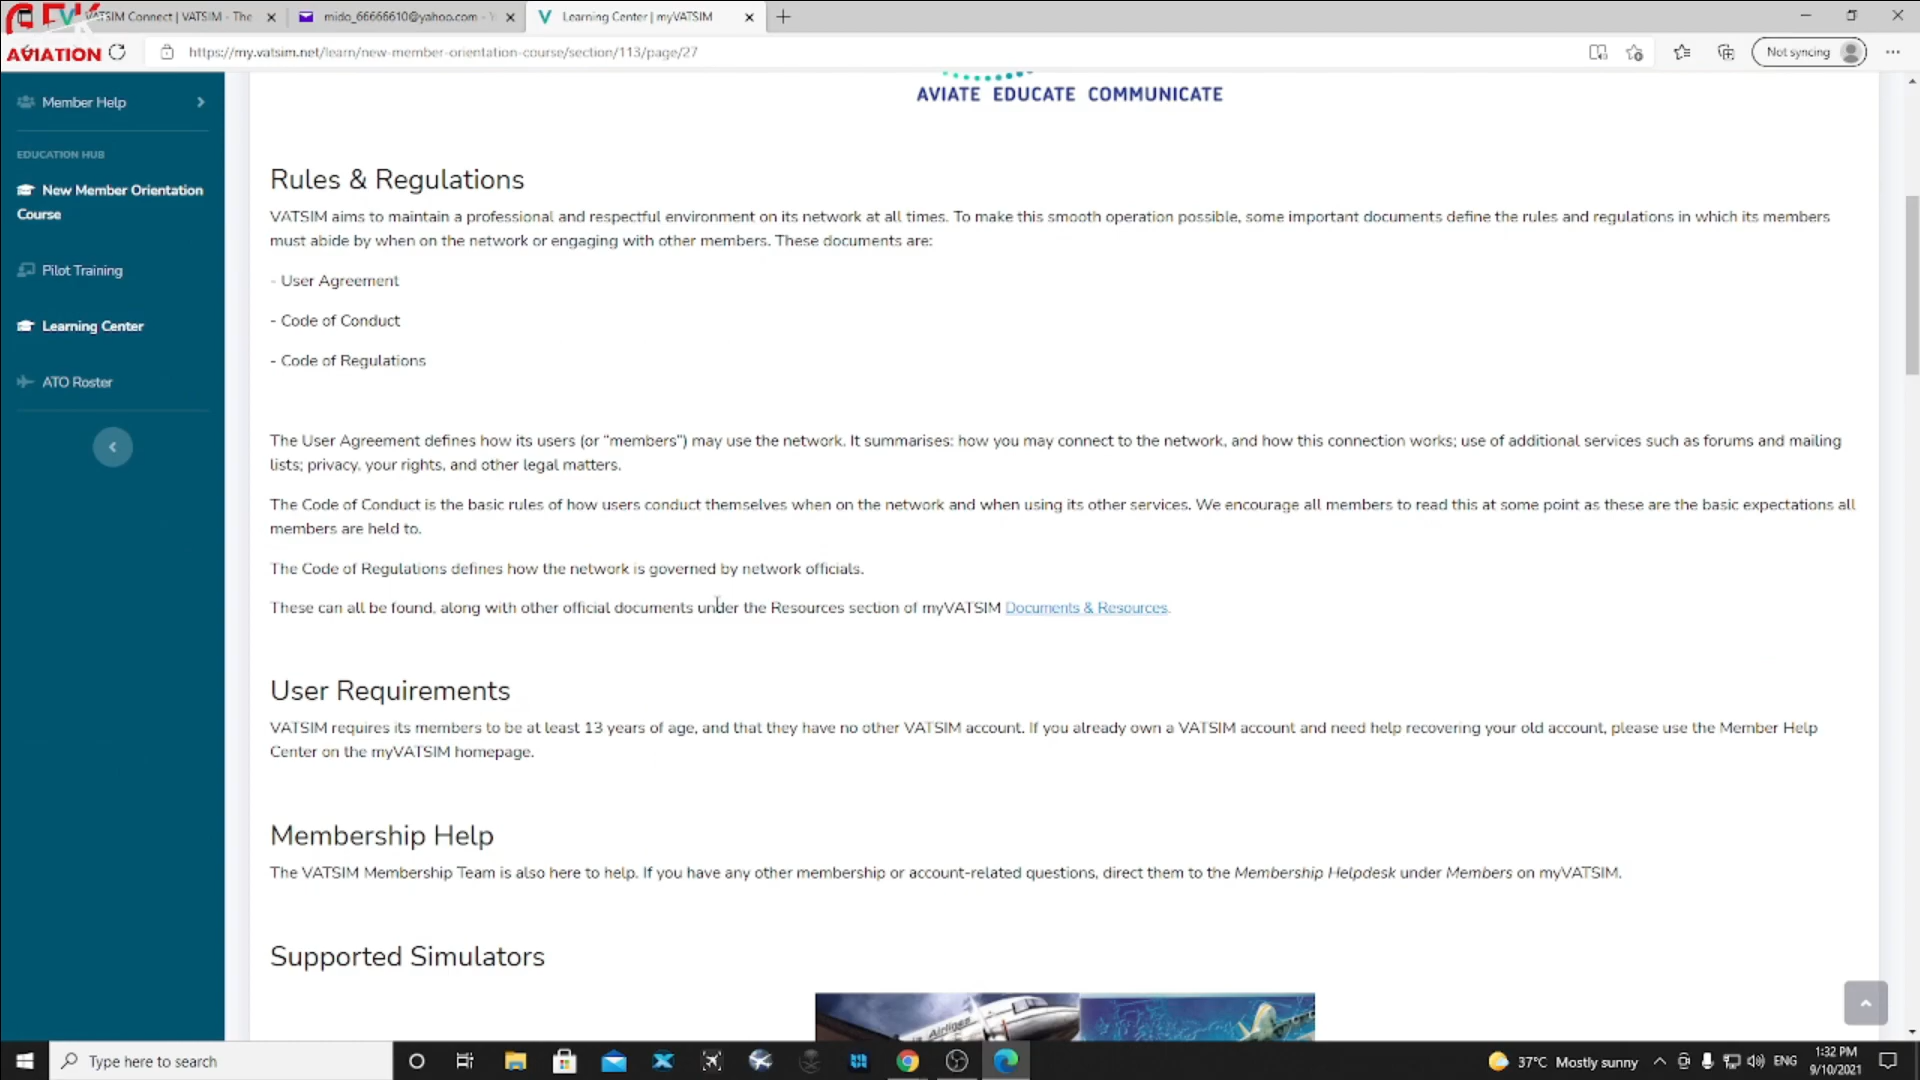 VATSIM Connect | VATSIM - The
mido_66666610@yahoo.com - Y
Learning Center | myVATSIM
AVIATION
https://my.vatsim.net/learn/new-member-orientation-course/section/113/page/27
Not syncing
Member Help
EDUCATION HUB
New Member Orientation
Course
Pilot Training
Learning Center
ATO Roster
AVIATE EDUCATE COMMUNICATE
Rules & Regulations
VATSIM aims to maintain a professional and respectful environment on its network at all times. To make this smooth operation possible, some important documents define the rules and regulations in which its members
must abide by when on the network or engaging with other members. These documents are:
- User Agreement
- Code of Conduct
- Code of Regulations
The User Agreement defines how its users (or “members”) may use the network. It summarises: how you may connect to the network, and how this connection works; use of additional services such as forums and mailing
lists; privacy, your rights, and other legal matters.
The Code of Conduct is the basic rules of how users conduct themselves when on the network and when using its other services. We encourage all members to read this at some point as these are the basic expectations all
members are held to.
The Code of Regulations defines how the network is governed by network officials.
These can all be found, along with other official documents under the Resources section of myVATSIM Documents & Resources.
User Requirements
VATSIM requires its members to be at least 13 years of age, and that they have no other VATSIM account. If you already own a VATSIM account and need help recovering your old account, please use the Member Help
Center on the myVATSIM homepage.
Membership Help
The VATSIM Membership Team is also here to help. If you have any other membership or account-related questions, direct them to the Membership Helpdesk under Members on myVATSIM.
Supported Simulators
Airlines
Type here to search
37°C Mostly sunny
ENG
1:32 PM
9/10/2021